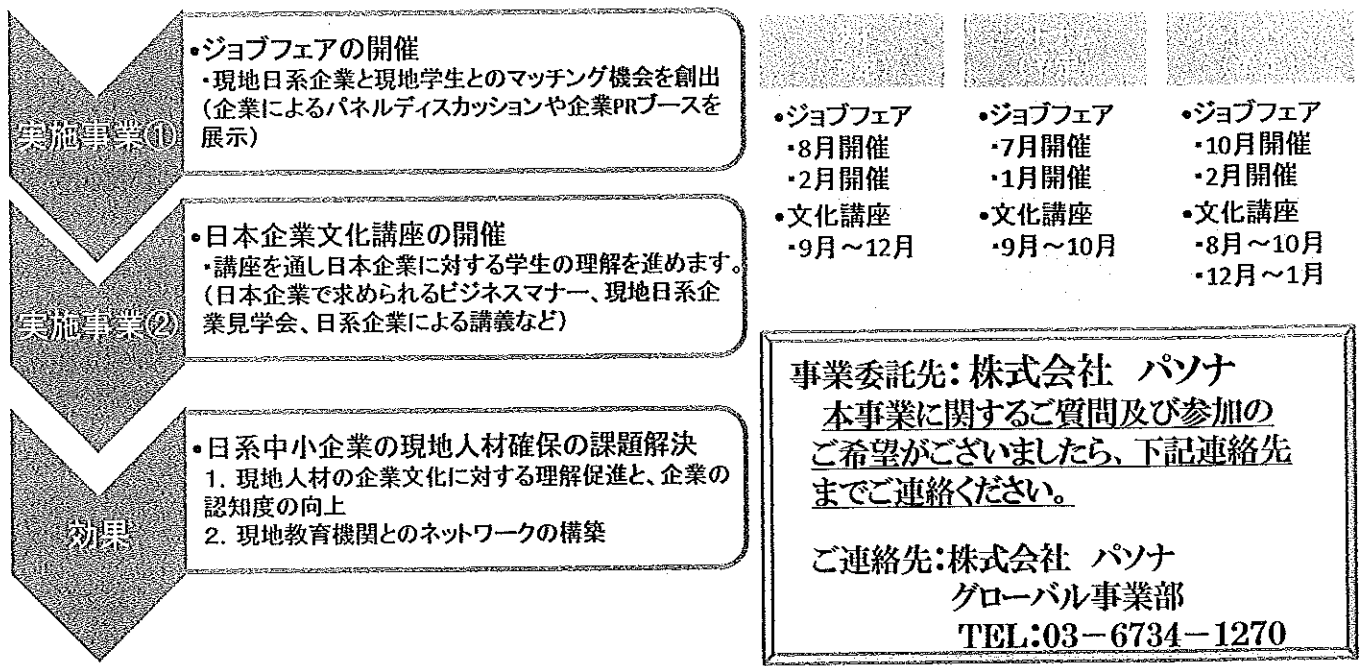 実施事業①
•ジョブフェアの開催
・現地日系企業と現地学生とのマッチング機会を創出
(企業によるパネルディスカッションや企業PRブースを
展示)
実施事業②
•日本企業文化講座の開催
・講座を通し日本企業に対する学生の理解を進めます。
(日本企業で求められるビジネスマナー、現地日系企
業見学会、日系企業による講義など)
効果
•日系中小企業の現地人材確保の課題解決
1. 現地人材の企業文化に対する理解促進と、企業の
認知度の向上
2. 現地教育機関とのネットワークの構築
•ジョブフェア
・8月開催
・2月開催
•文化講座
・9月～12月
•ジョブフェア
・7月開催
・1月開催
•文化講座
・9月～10月
•ジョブフェア
・10月開催
・2月開催
•文化講座
・8月～10月
・12月～1月
事業委託先：株式会社 パソナ
本事業に関するご質問及び参加の
ご希望がございましたら、下記連絡先
までご連絡ください。
ご連絡先：株式会社 パソナ
グローバル事業部
TEL：03－6734－1270